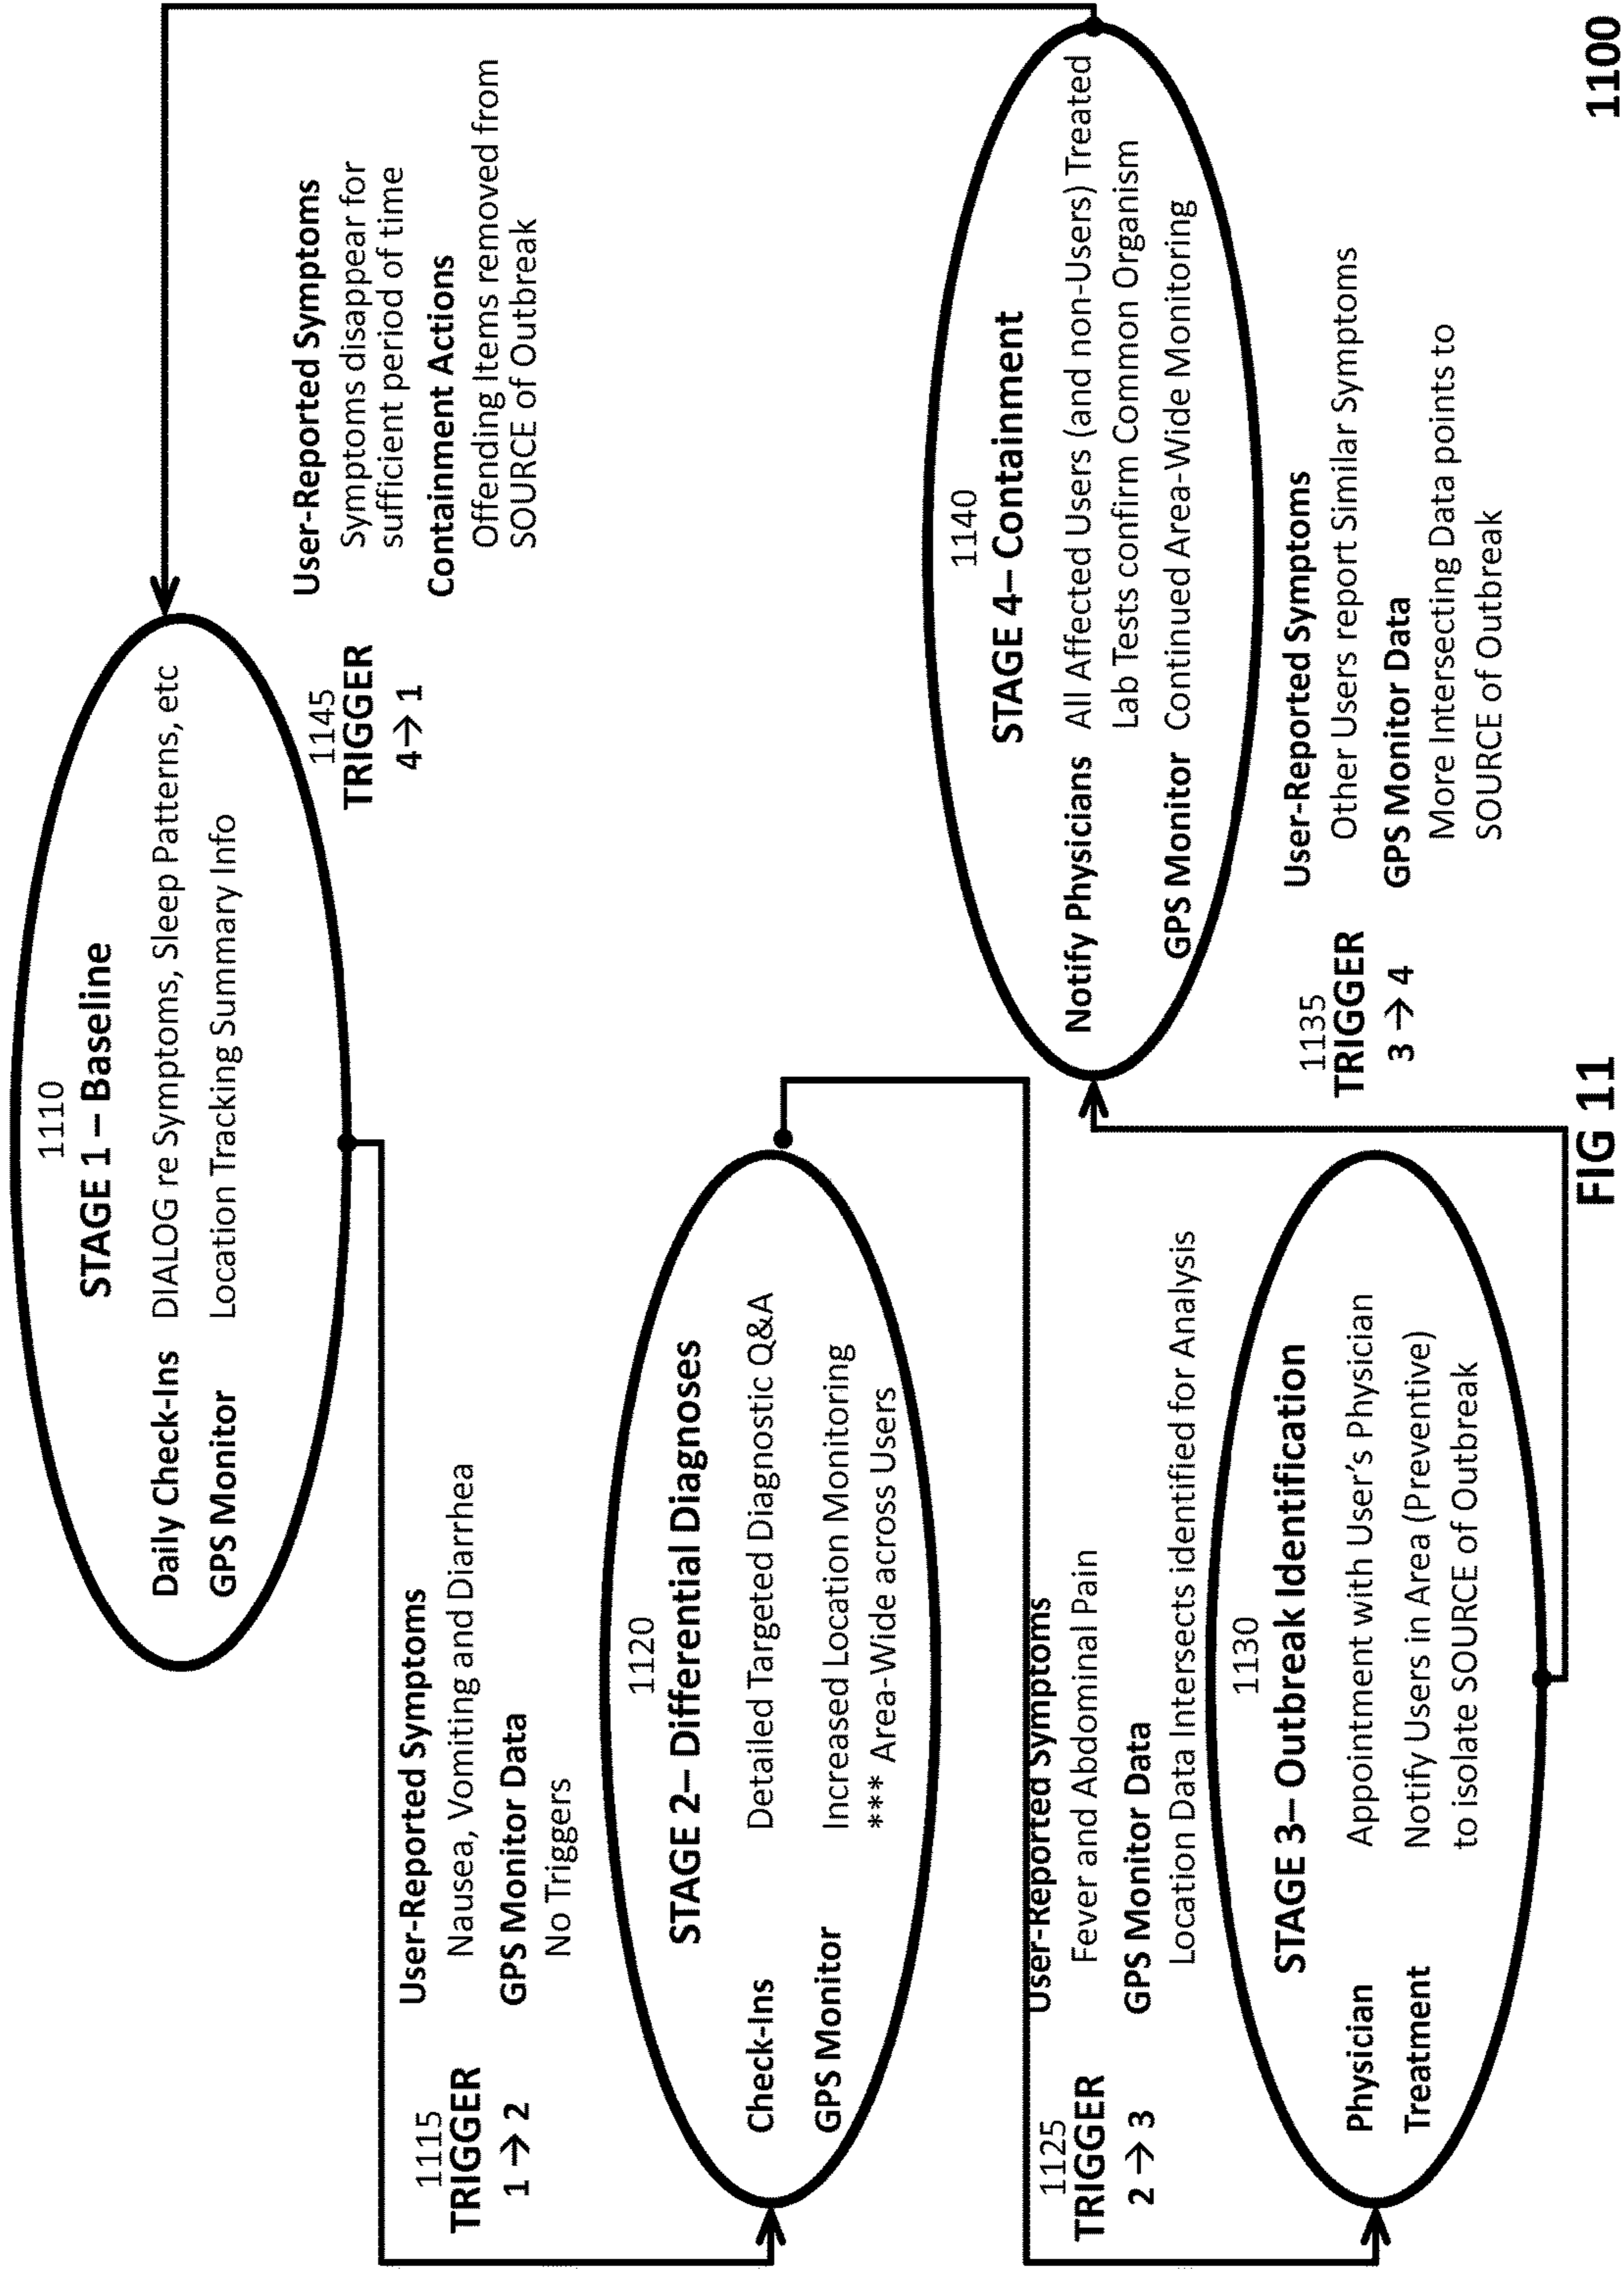 1110
STAGE 1 – Baseline
Daily Check-Ins DIALOG re Symptoms, Sleep Patterns, etc
GPS Monitor Location Tracking Summary Info
1115
TRIGGER
1 → 2
User-Reported Symptoms
Nausea, Vomiting and Diarrhea
GPS Monitor Data
No Triggers
1145
TRIGGER
4→ 1
User-Reported Symptoms
Symptoms disappear for
sufficient period of time
Containment Actions
Offending Items removed from
SOURCE of Outbreak
1120
STAGE 2– Differential Diagnoses
Check-Ins Detailed Targeted Diagnostic Q&A
GPS Monitor Increased Location Monitoring
*** Area-Wide across Users
1125
TRIGGER
2 → 3
User-Reported Symptoms
Fever and Abdominal Pain
GPS Monitor Data
Location Data Intersects identified for Analysis
1130
STAGE 3– Outbreak Identification
Physician Appointment with User's Physician
Treatment Notify Users in Area (Preventive)
to isolate SOURCE of Outbreak
1140
STAGE 4– Containment
Notify Physicians All Affected Users (and non-Users) Treated
Lab Tests confirm Common Organism
GPS Monitor Continued Area-Wide Monitoring
1135
TRIGGER
3 → 4
User-Reported Symptoms
Other Users report Similar Symptoms
GPS Monitor Data
More Intersecting Data points to
SOURCE of Outbreak
FIG 11
1100